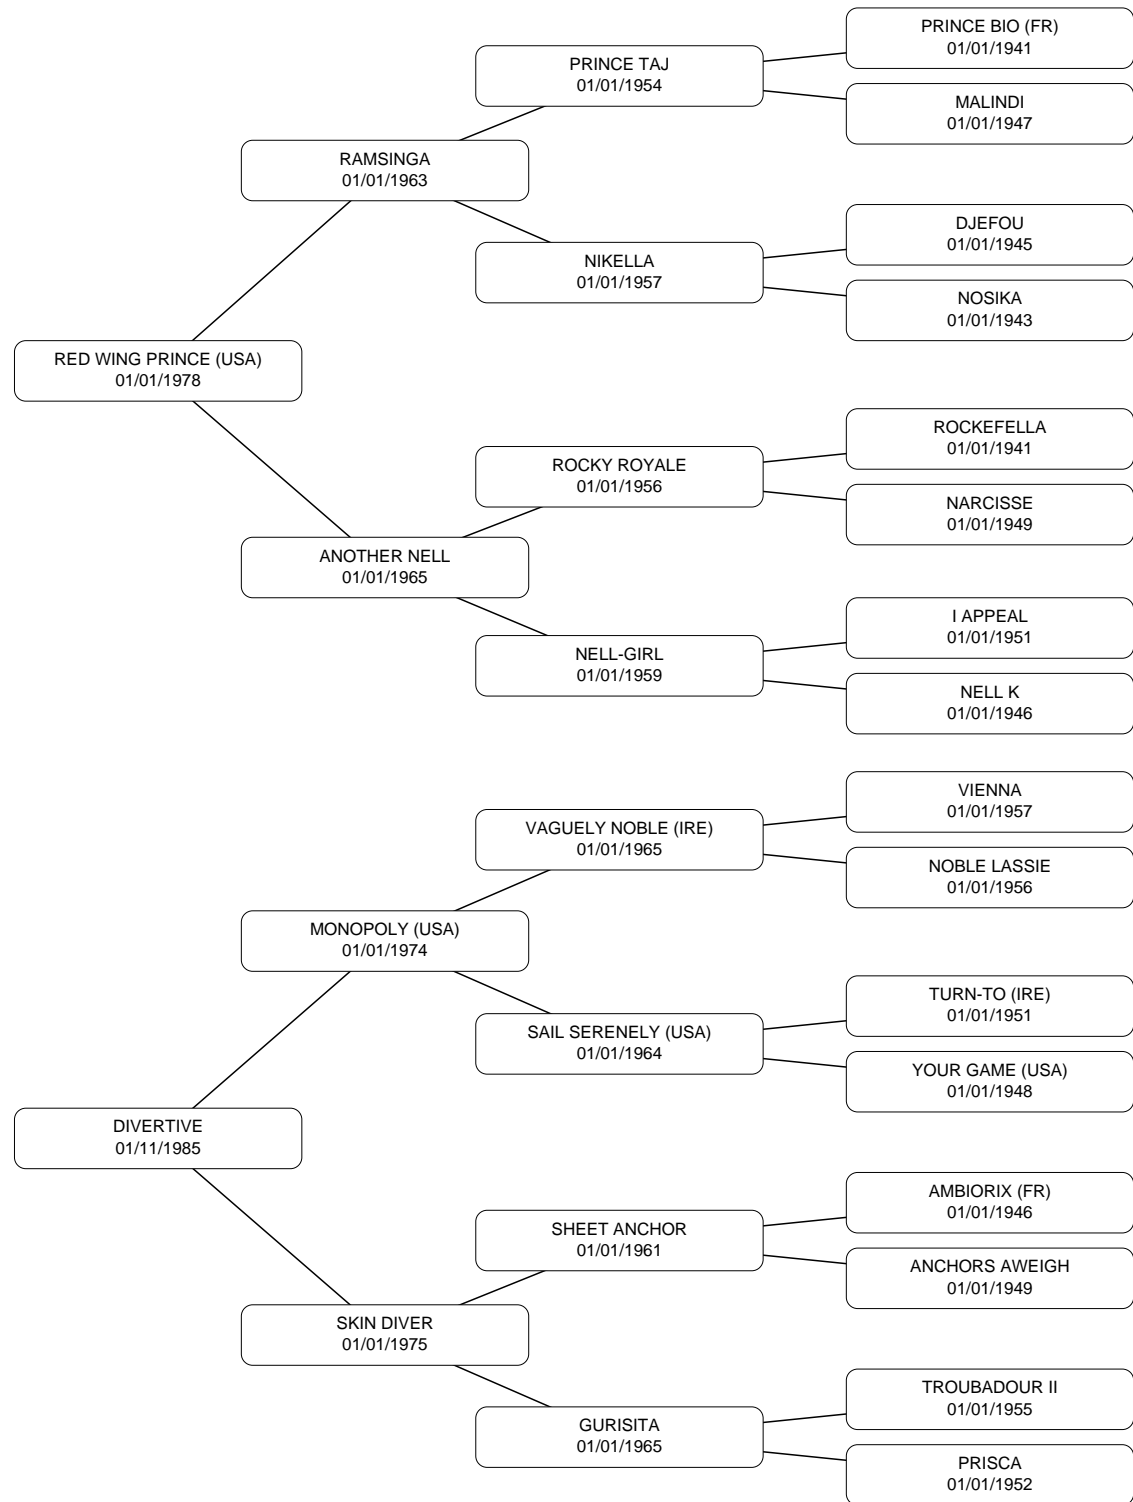 PRINCE BIO (FR)
01/01/1941
PRINCE TAJ
01/01/1954
MALINDI
01/01/1947
RAMSINGA
01/01/1963
DJEFOU
01/01/1945
NIKELLA
01/01/1957
NOSIKA
01/01/1943
RED WING PRINCE (USA)
01/01/1978
ROCKEFELLA
01/01/1941
ROCKY ROYALE
01/01/1956
NARCISSE
01/01/1949
ANOTHER NELL
01/01/1965
I APPEAL
01/01/1951
NELL-GIRL
01/01/1959
NELL K
01/01/1946
VIENNA
01/01/1957
VAGUELY NOBLE (IRE)
01/01/1965
NOBLE LASSIE
01/01/1956
MONOPOLY (USA)
01/01/1974
TURN-TO (IRE)
01/01/1951
SAIL SERENELY (USA)
01/01/1964
YOUR GAME (USA)
01/01/1948
DIVERTIVE
01/11/1985
AMBIORIX (FR)
01/01/1946
SHEET ANCHOR
01/01/1961
ANCHORS AWEIGH
01/01/1949
SKIN DIVER
01/01/1975
TROUBADOUR II
01/01/1955
GURISITA
01/01/1965
PRISCA
01/01/1952